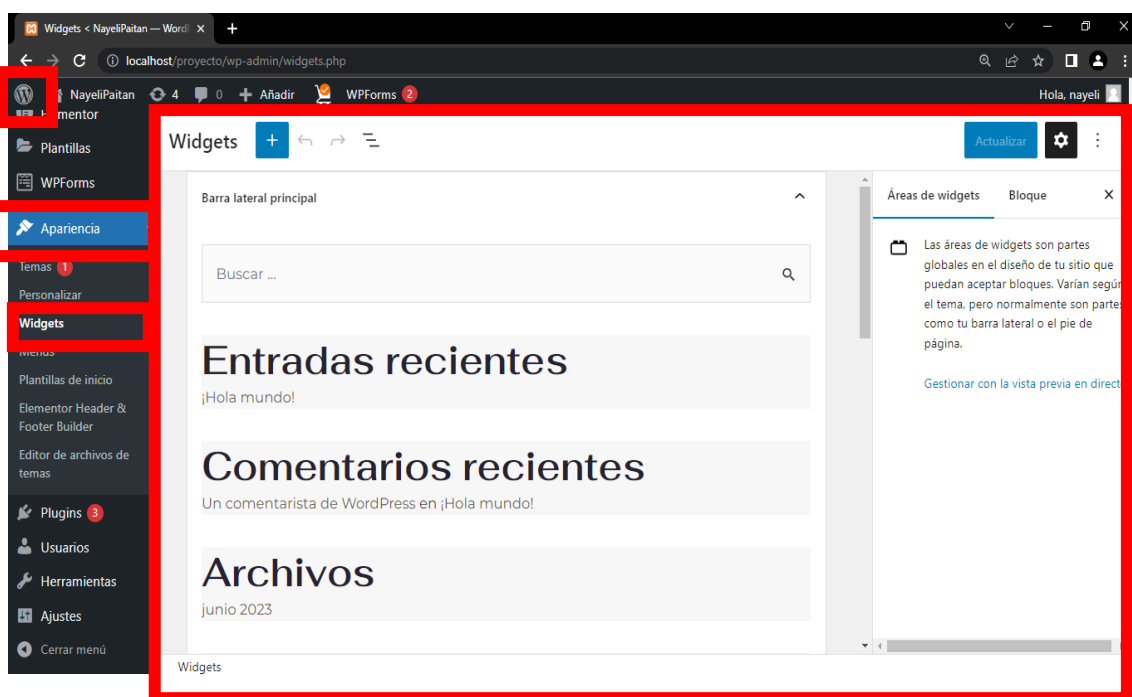 Widgets < NayeliPaitan — Word
localhost/proyecto/wp-admin/widgets.php
NayeliPaitan 4 0 Añadir WPForms 2 Hola, nayeli
Elementor
Plantillas
WPForms
Apariencia
Temas 1
Personalizar
Widgets
Menús
Plantillas de inicio
Elementor Header &
Footer Builder
Editor de archivos de
temas
Plugins 3
Usuarios
Herramientas
Ajustes
Cerrar menú
Widgets
Actualizar
Barra lateral principal
Buscar ...
Entradas recientes
¡Hola mundo!
Comentarios recientes
Un comentarista de WordPress en ¡Hola mundo!
Archivos
junio 2023
Widgets
Áreas de widgets Bloque
Las áreas de widgets son partes
globales en el diseño de tu sitio que
puedan aceptar bloques. Varían según
el tema, pero normalmente son partes
como tu barra lateral o el pie de
página.
Gestionar con la vista previa en direct